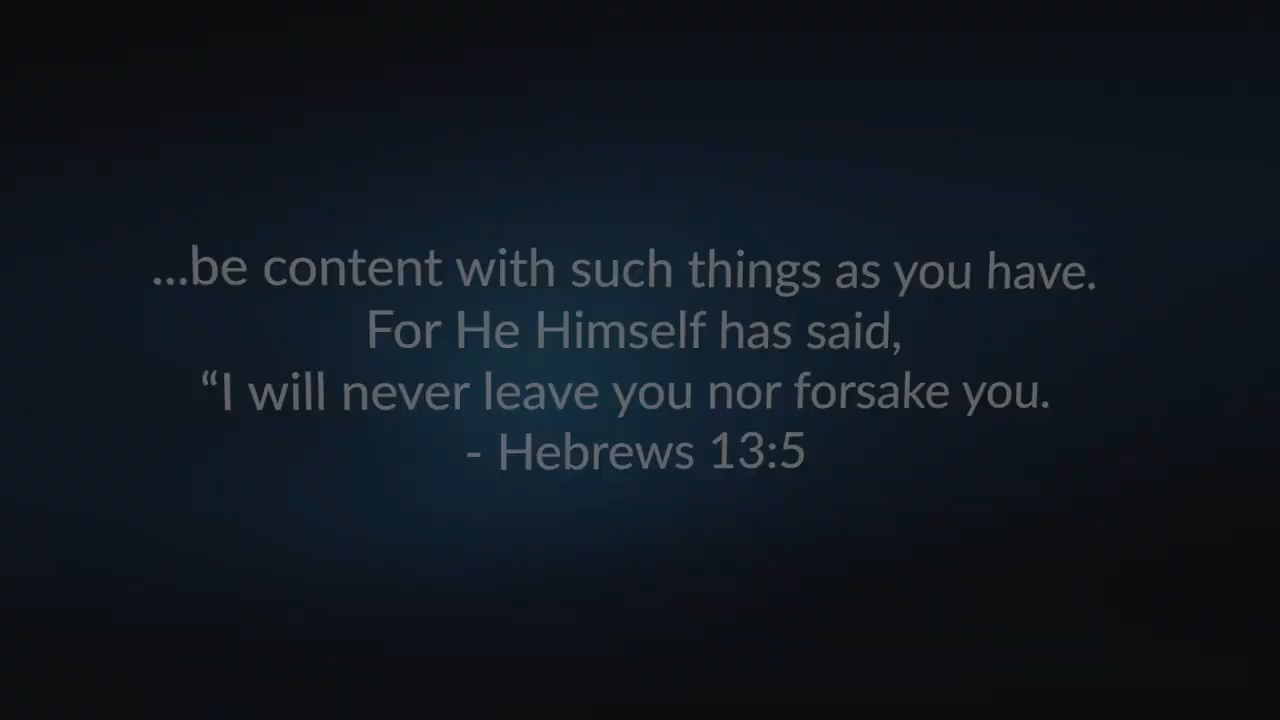 ...be content with such things as you have.
For He Himself has said,
“I will never leave you nor forsake you.
- Hebrews 13:5